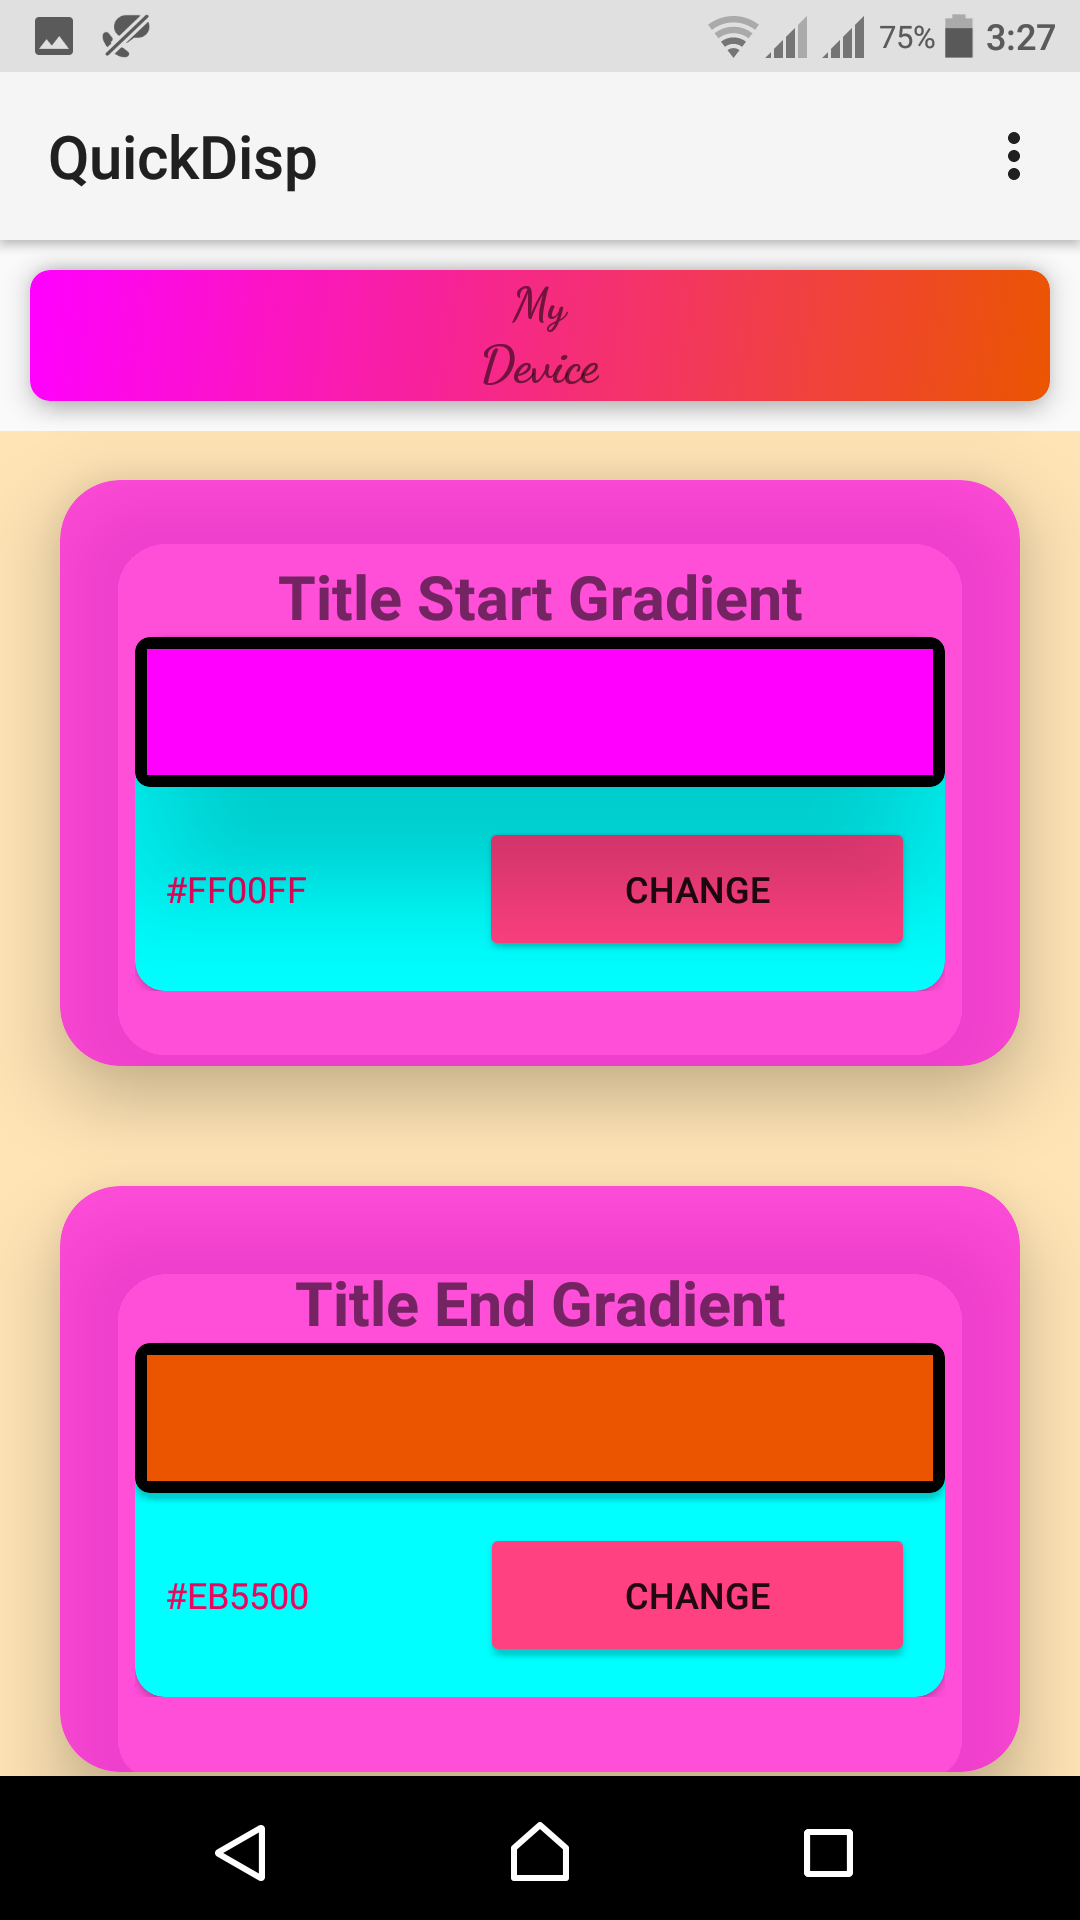 75% 3:27
QuickDisp
My
Device
Title Start Gradient
#FF00FF CHANGE
Title End Gradient
#EB5500 CHANGE